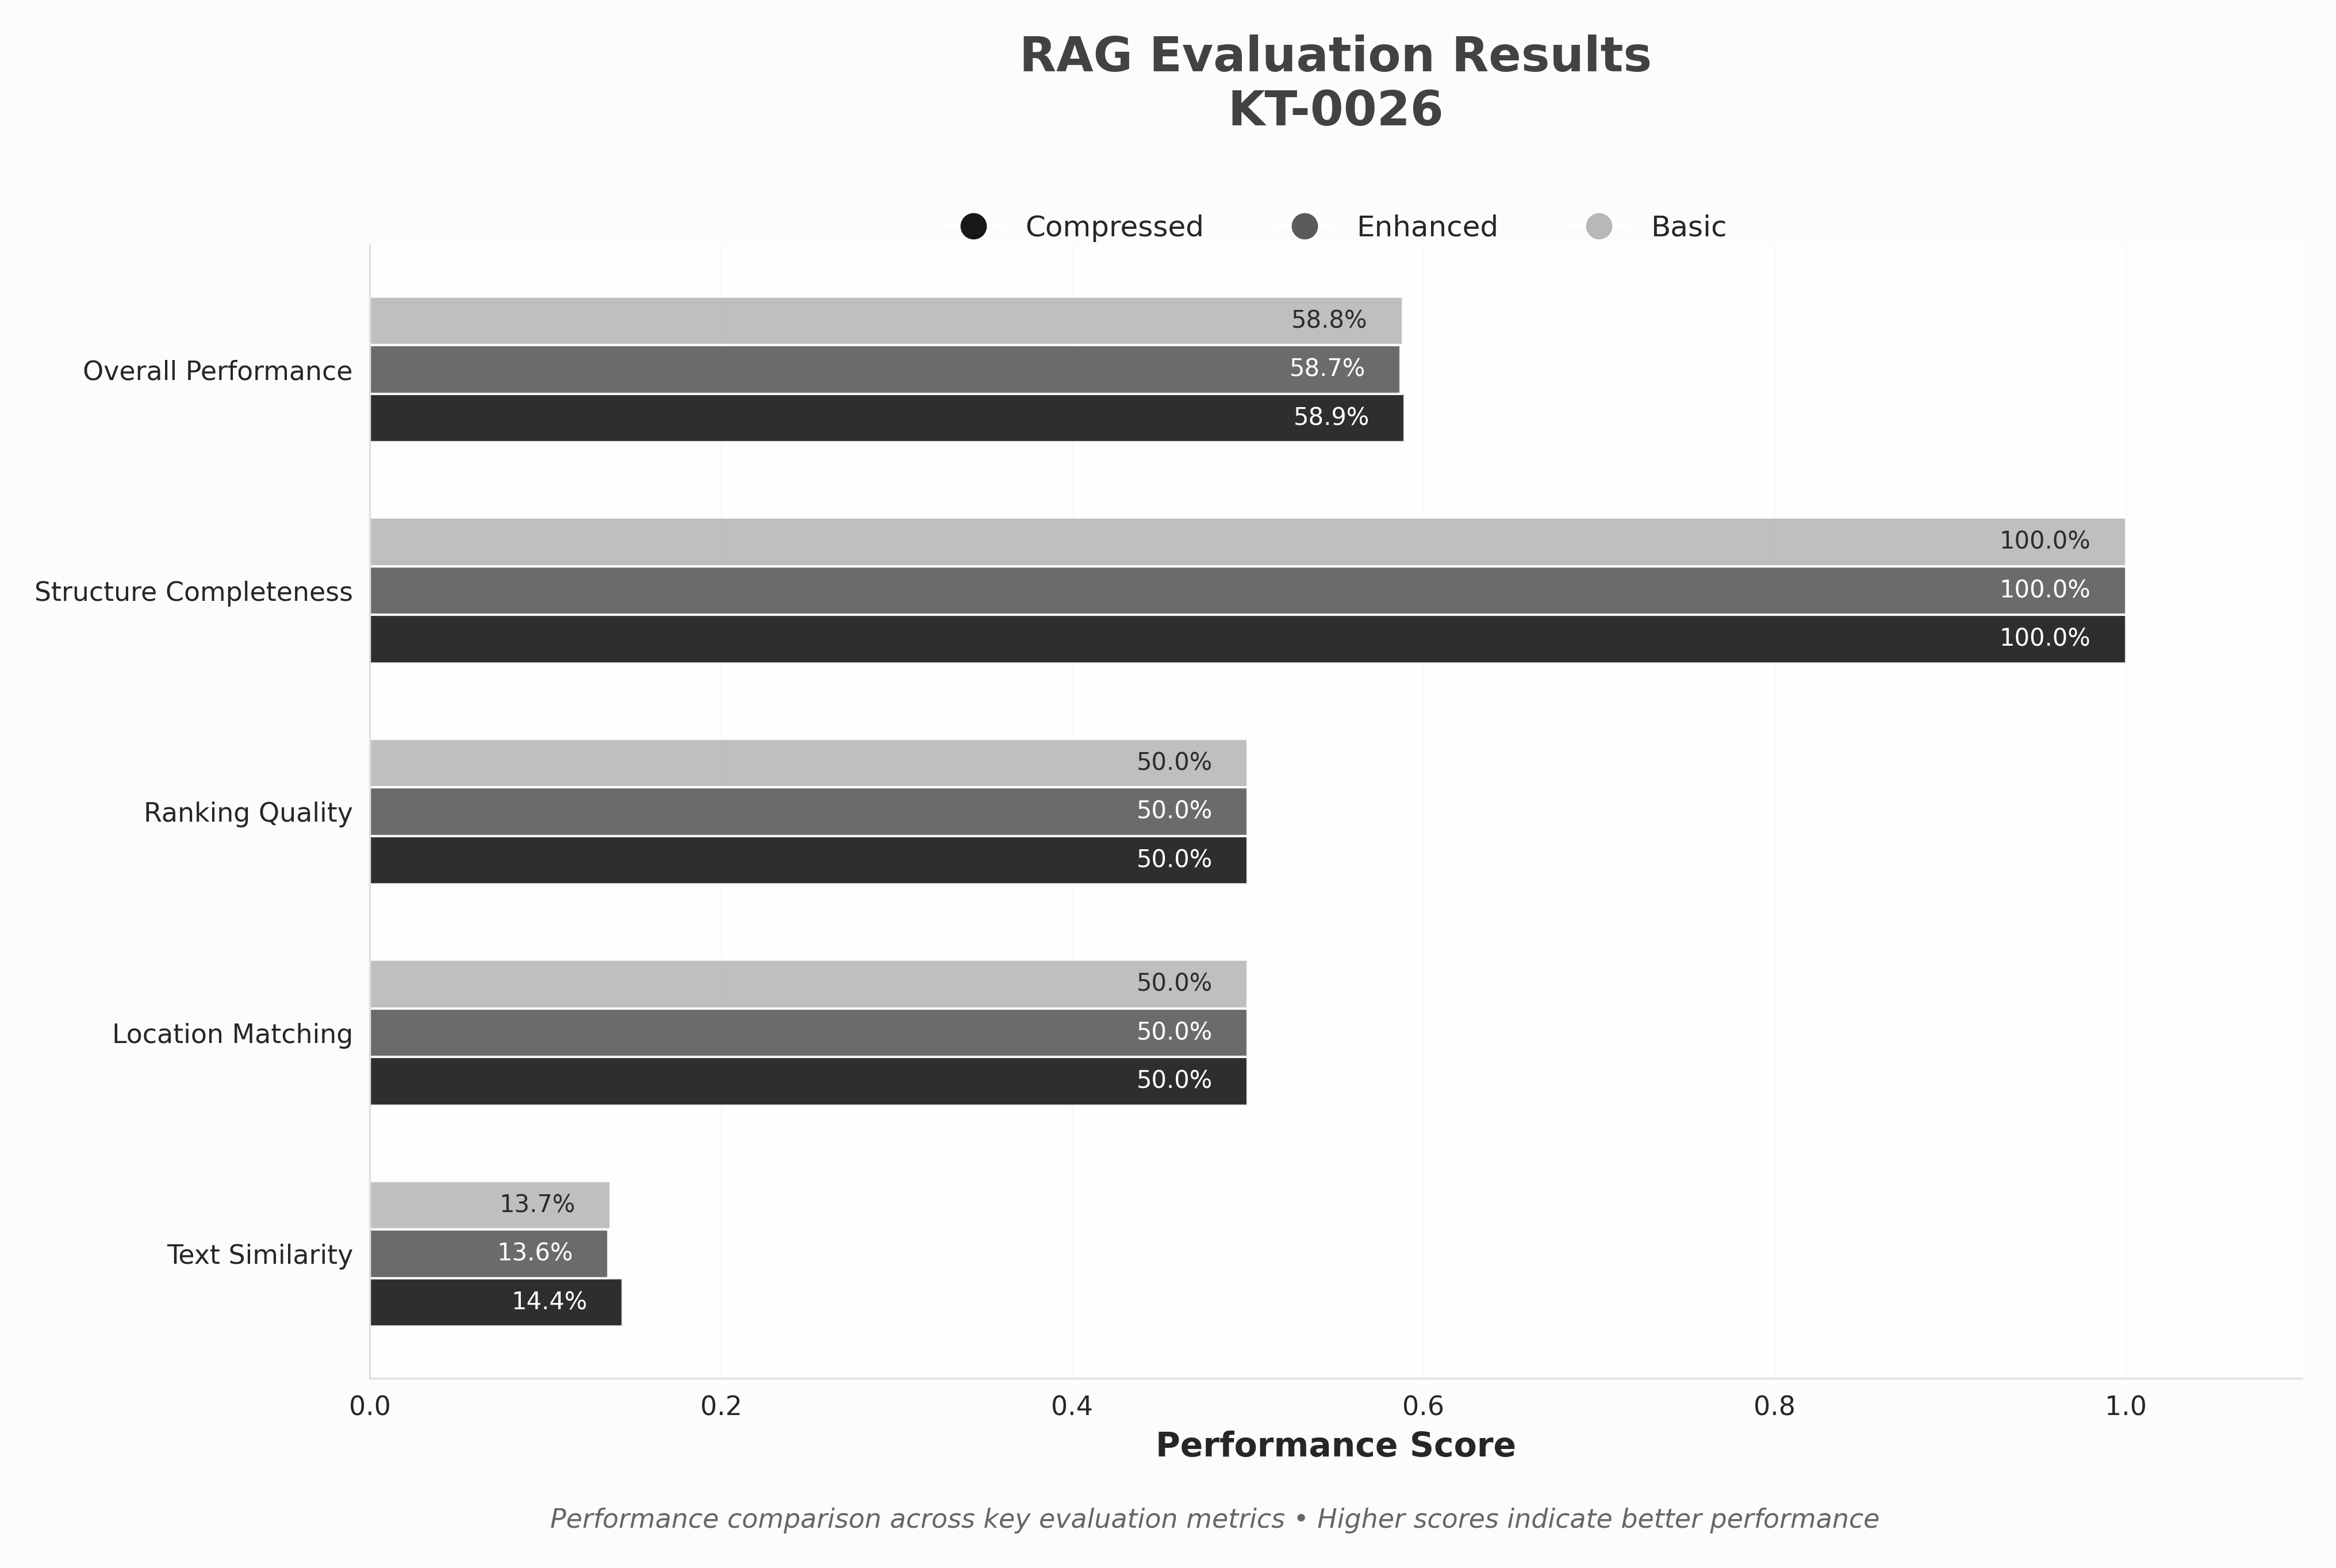 RAG Evaluation Results
KT-0026
Compressed
Enhanced
Basic
Overall Performance
58.8%
58.7%
58.9%
Structure Completeness
100.0%
100.0%
100.0%
Ranking Quality
50.0%
50.0%
50.0%
Location Matching
50.0%
50.0%
50.0%
Text Similarity
13.7%
13.6%
14.4%
0.0
0.2
0.4
0.6
0.8
1.0
Performance Score
Performance comparison across key evaluation metrics • Higher scores indicate better performance